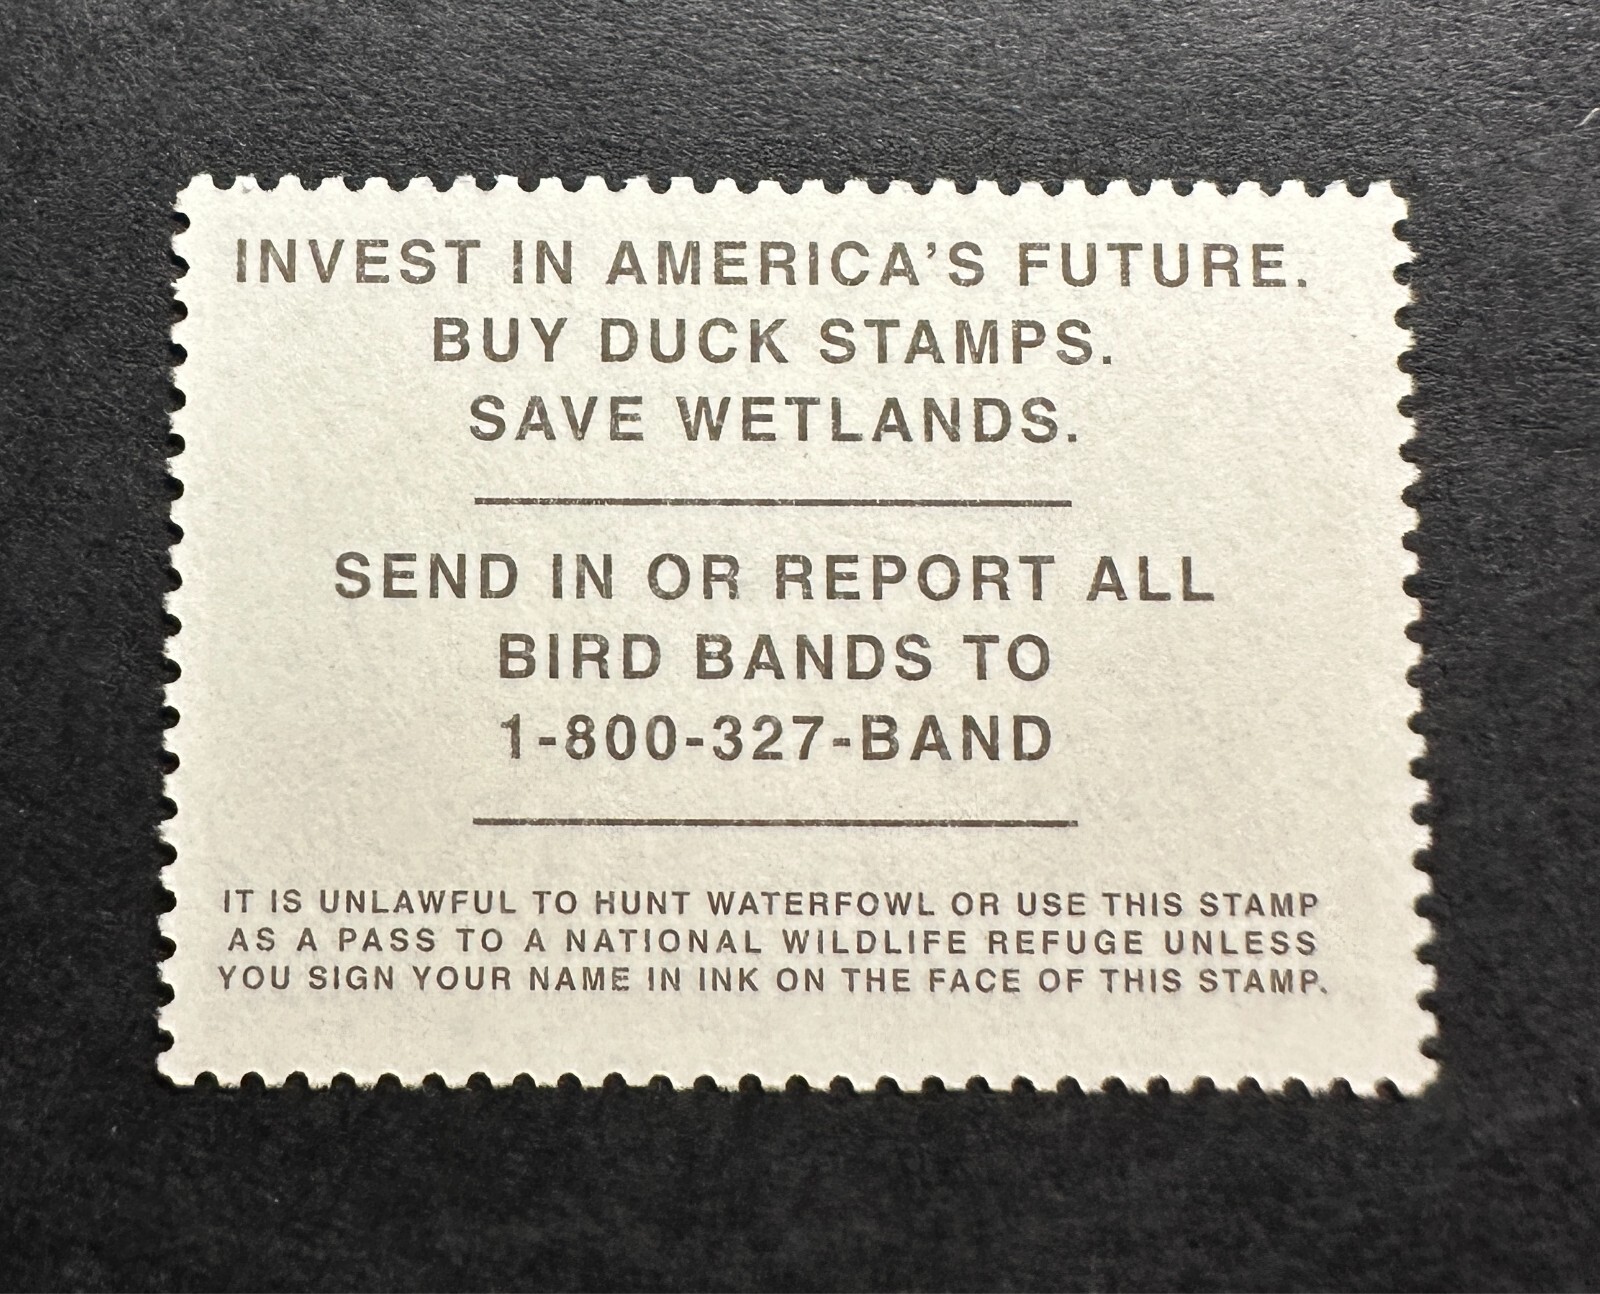 INVEST IN AMERICA’S FUTURE.
BUY DUCK STAMPS.
SAVE WETLANDS.
SEND IN OR REPORT ALL
BIRD BANDS TO
1-800-327-BAND
IT IS UNLAWFUL TO HUNT WATERFOWL OR USE THIS STAMP
AS A PASS TO A NATIONAL WILDLIFE REFUGE UNLESS
YOU SIGN YOUR NAME IN INK ON THE FACE OF THIS STAMP.